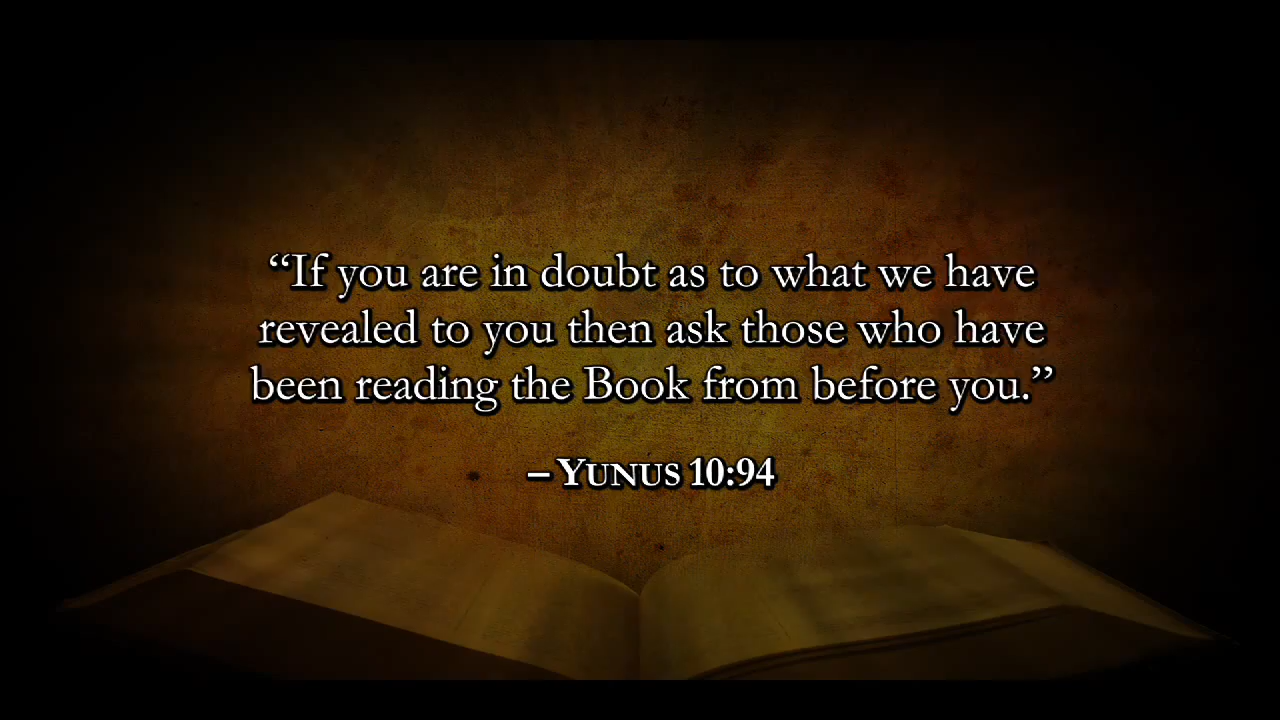 “If you are in doubt as to what we have
revealed to you then ask those who have
been reading the Book from before you.”
– YUNUS 10:94